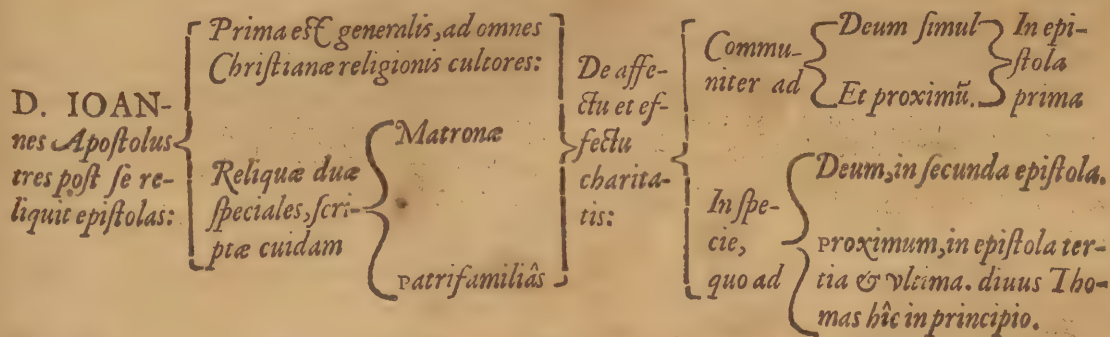 D. IOAN-
nes Apoſtolus
tres poſt ſe re-
liquit epiſtolas:
Prima eſt generalis, ad omnes
Chriſtianæ religionis cultores:
Reliquæ duæ
ſpeciales, ſcri-
ptæ cuidam
Matronæ
patrifamiliâs
De affe-
ctu et ef-
fectu
charita-
tis:
Commu-
niter ad
Deum ſimul
Et proximũ.
In epi-
ſtola
prima
In ſpe-
cie,
quo ad
Deum, in ſecunda epiſtola.
proximum, in epiſtola ter-
tia & vltima. diuus Tho-
mas hîc in principio.